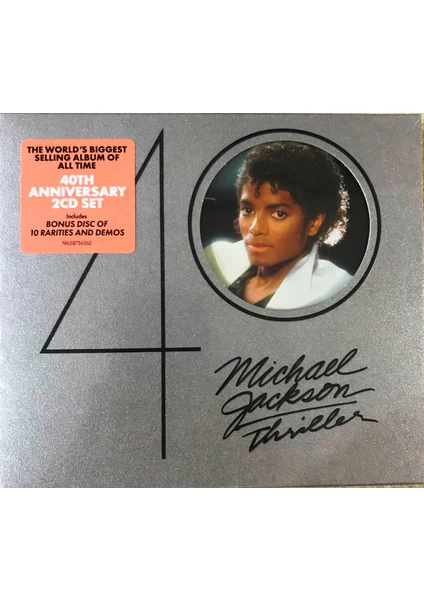 THE WORLD'S BIGGEST
SELLING ALBUM OF
ALL TIME
40TH
ANNIVERSARY
2CD SET
Includes
BONUS DISC OF
10 RARITIES AND DEMOS
19658714562
40
Michael
Jackson
Thriller